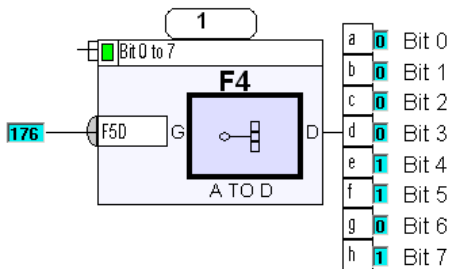 1
Bit 0 to 7
F4
176 F5D G D
A TO D
a 0 Bit 0
b 0 Bit 1
c 0 Bit 2
d 0 Bit 3
e 1 Bit 4
f 1 Bit 5
g 0 Bit 6
h 1 Bit 7